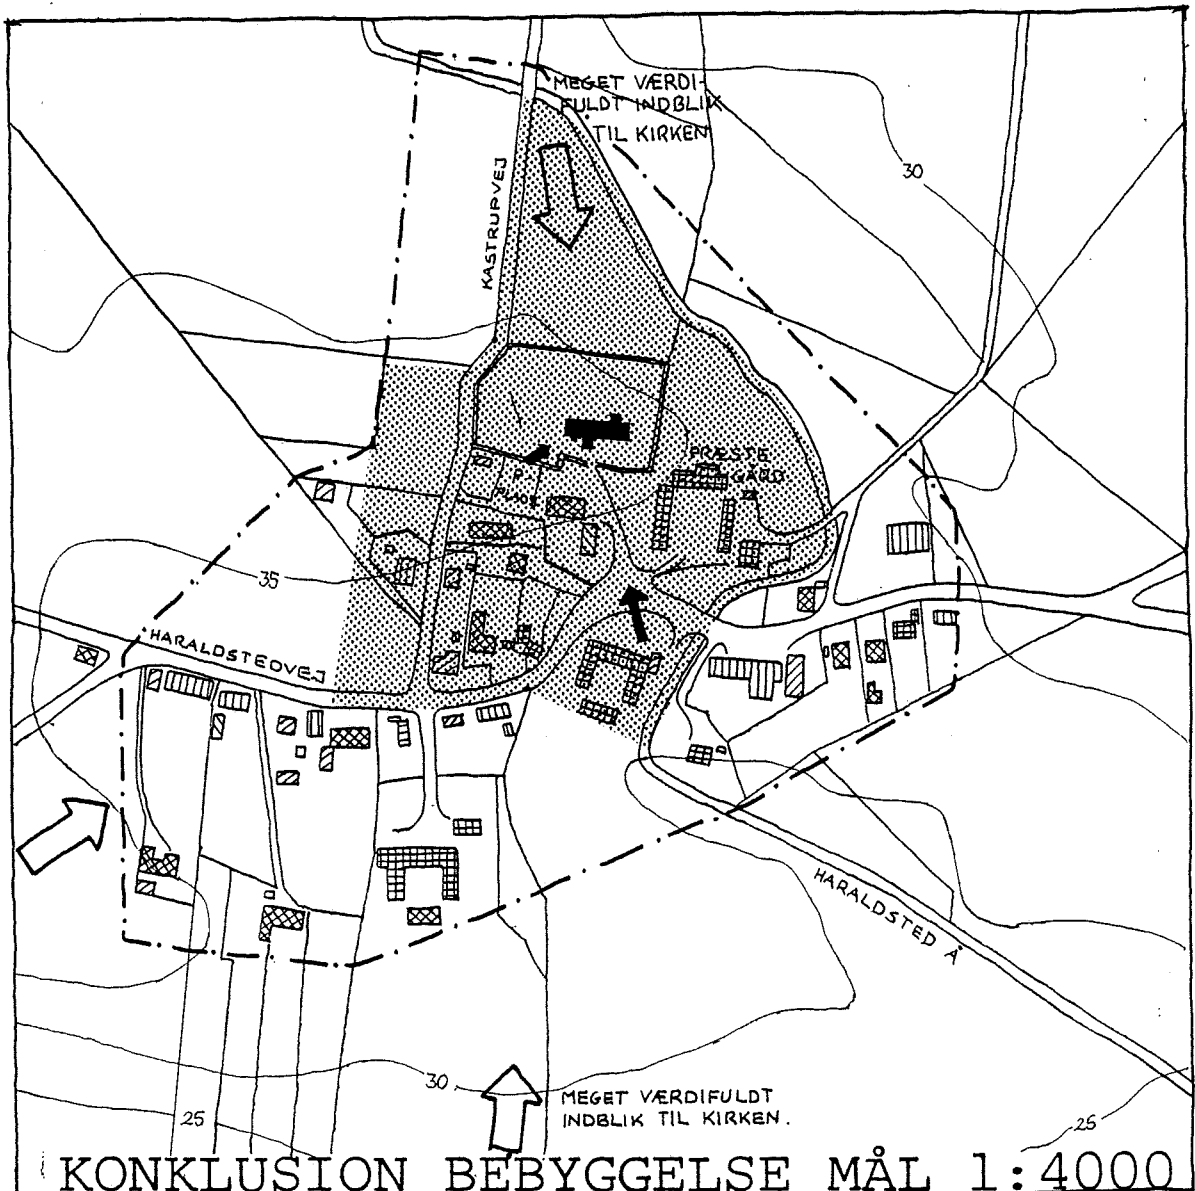 MEGET VÆRDI-
FULDT INDBLIK
TIL KIRKEN
30
KASTRUPVEJ
PRÆSTE
GÅRD
P.
PLADS
35
HARALDSTEDVEJ
HARALDSTED Å
30
MEGET VÆRDIFULDT
INDBLIK TIL KIRKEN.
25
25
KONKLUSION BEBYGGELSE MÅL 1:4000